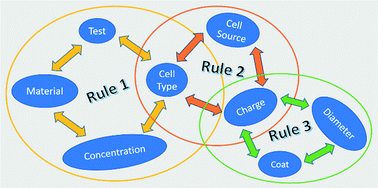 Test
Cell
Source
Material
Rule 1
Cell
Type
Rule 2
Charge
Diameter
Concentration
Rule 3
Coat